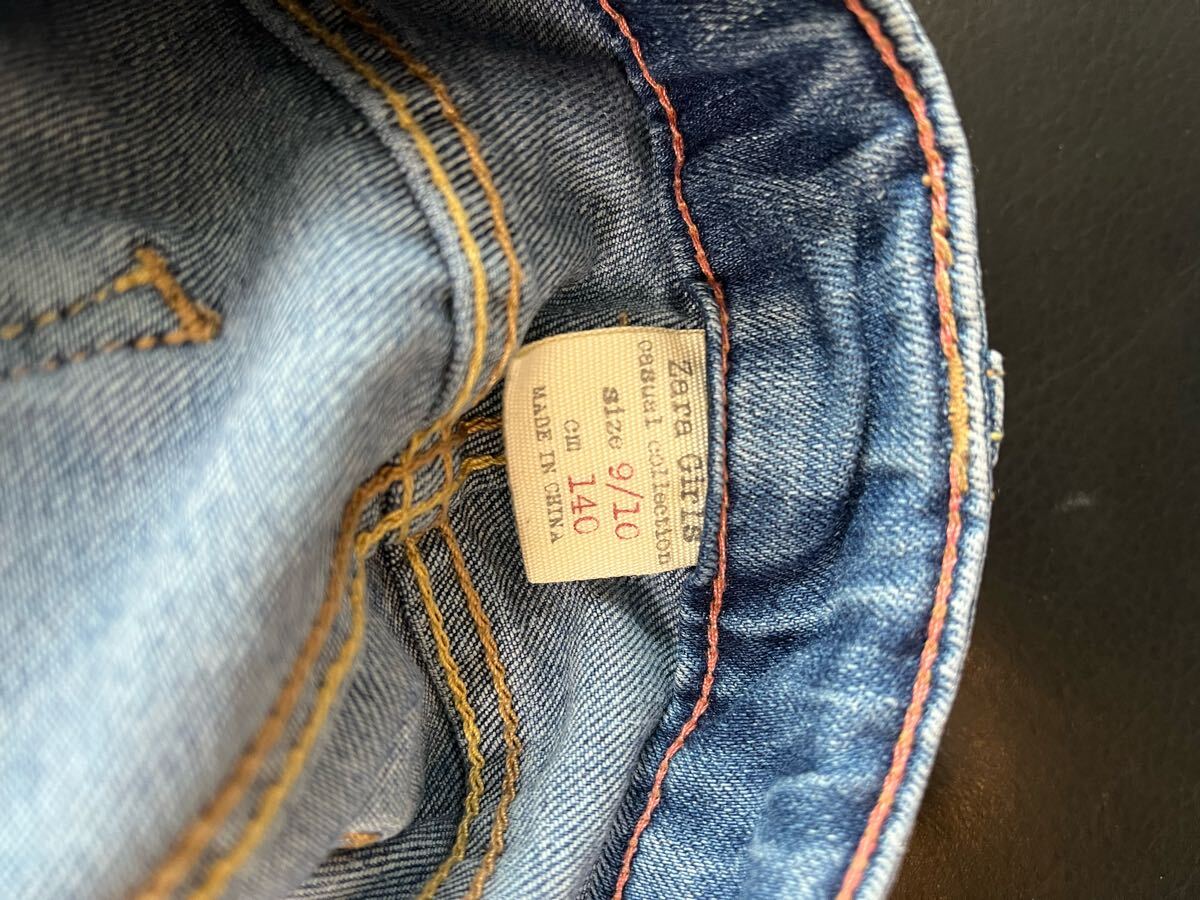 Zara Girls
casual collection
size 9/10
cm 140
MADE IN CHINA